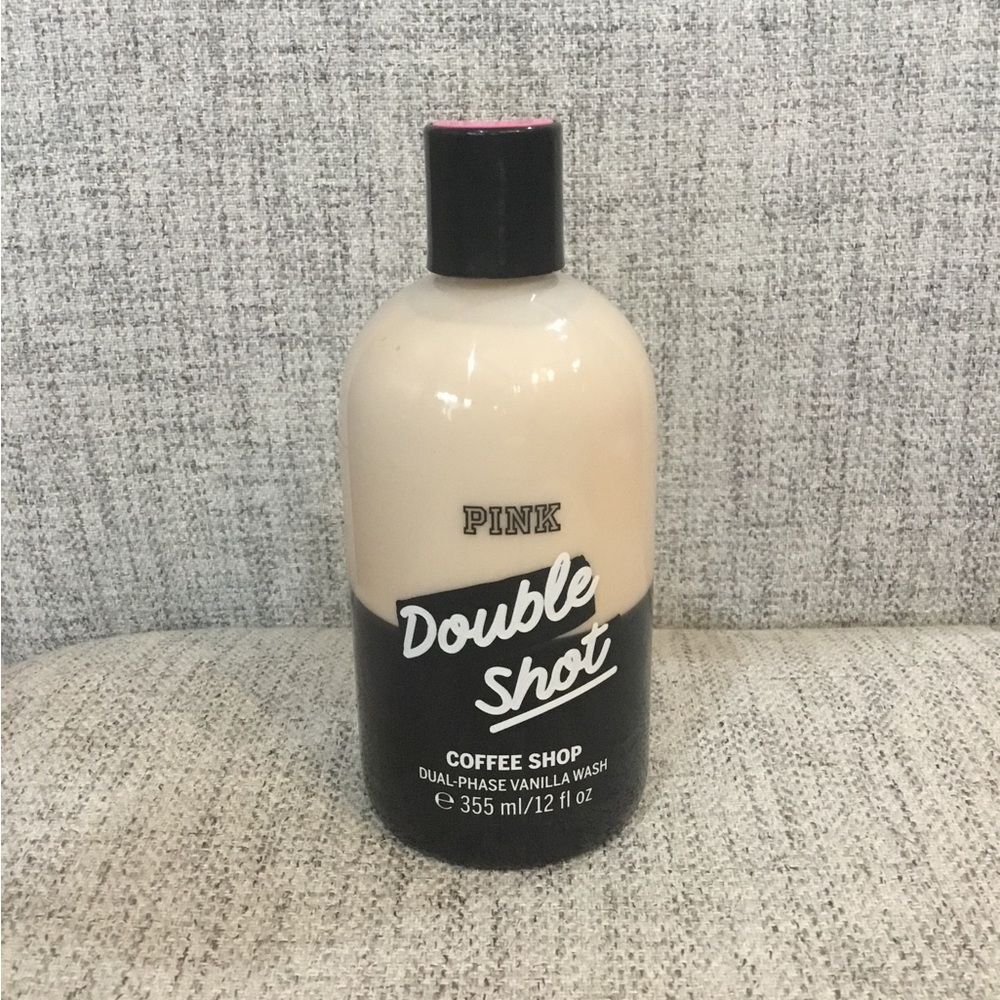 PINK
Double
Shot
COFFEE SHOP
DUAL-PHASE VANILLA WASH
℮ 355 ml/12 fl oz